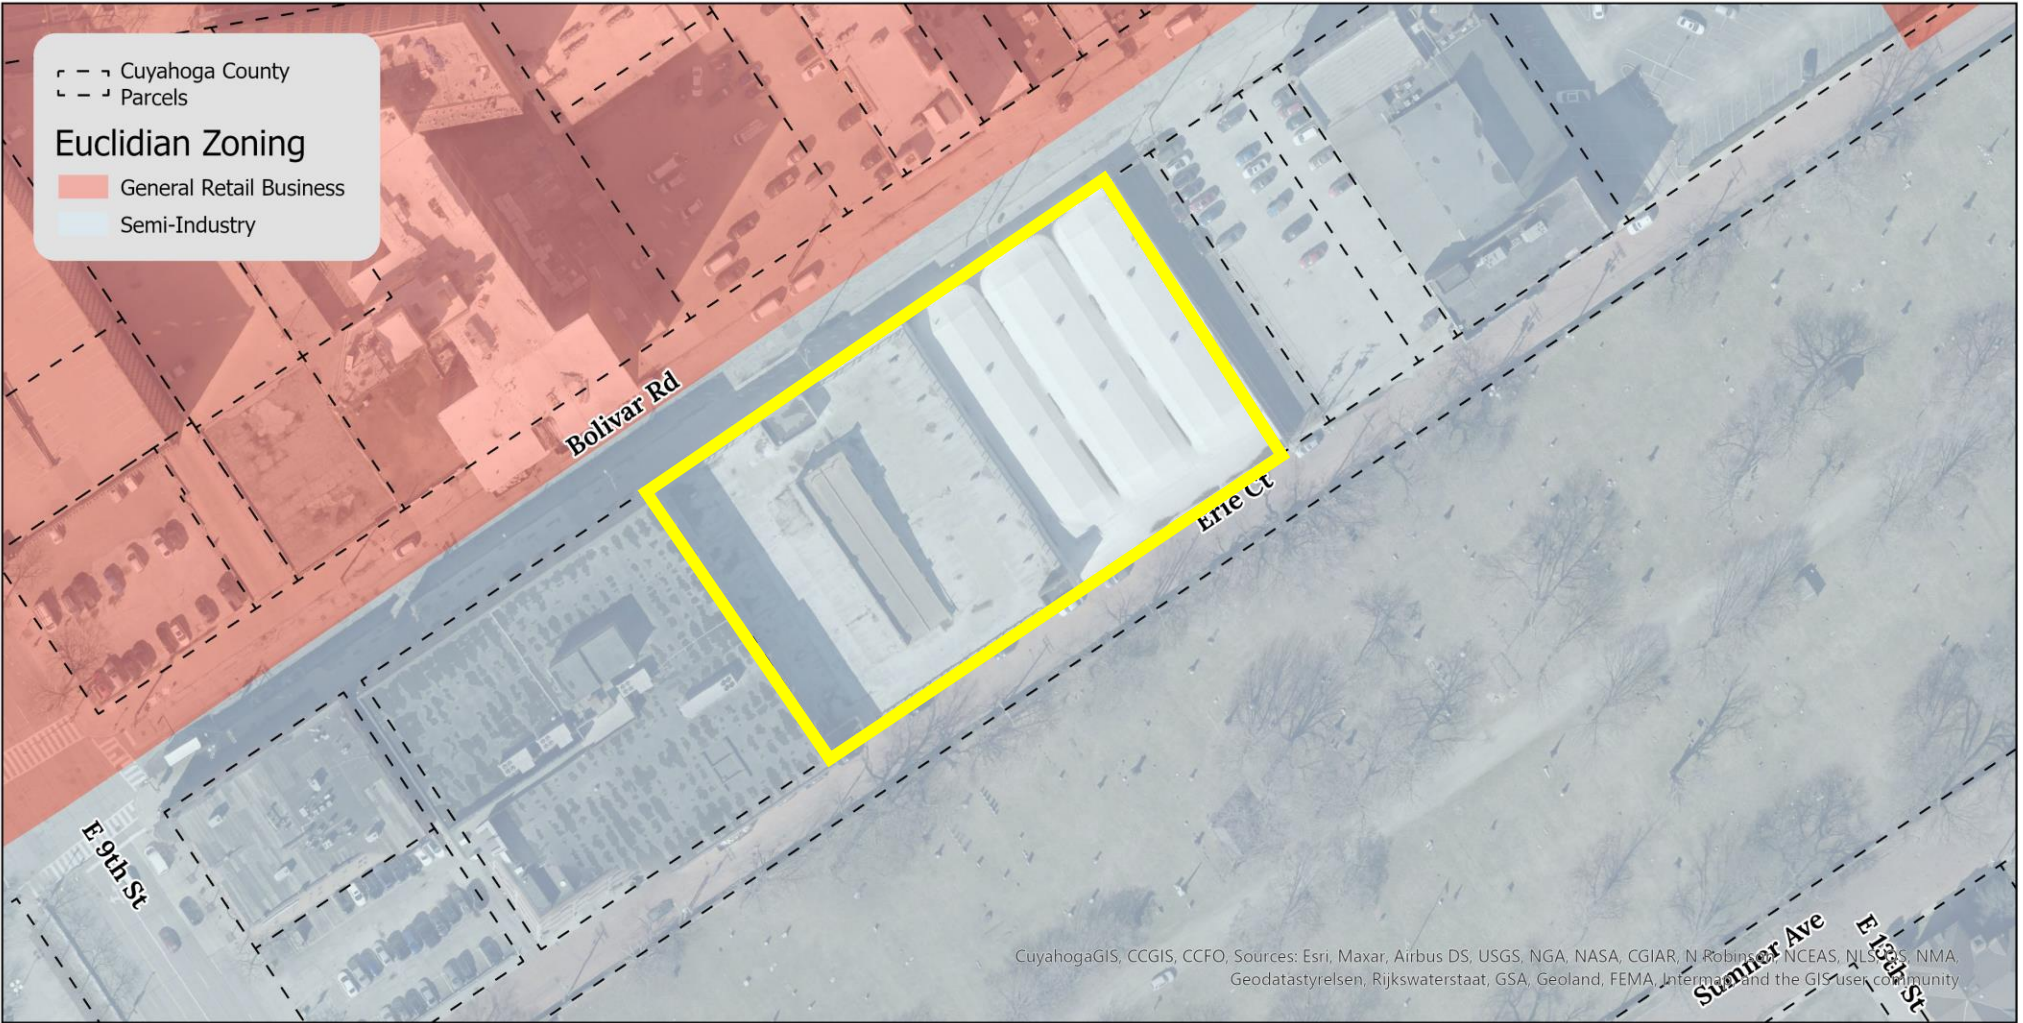 Cuyahoga County
Parcels
Euclidian Zoning
General Retail Business
Semi-Industry
Bolivar Rd
Erie Ct
E 9th St
Sumner Ave
E 13th St
CuyahogaGIS, CCGIS, CCFO, Sources: Esri, Maxar, Airbus DS, USGS, NGA, NASA, CGIAR, N Robinson, NCEAS, NLS, OS, NMA,
Geodatastyrelsen, Rijkswaterstaat, GSA, Geoland, FEMA, Intermap and the GIS user community